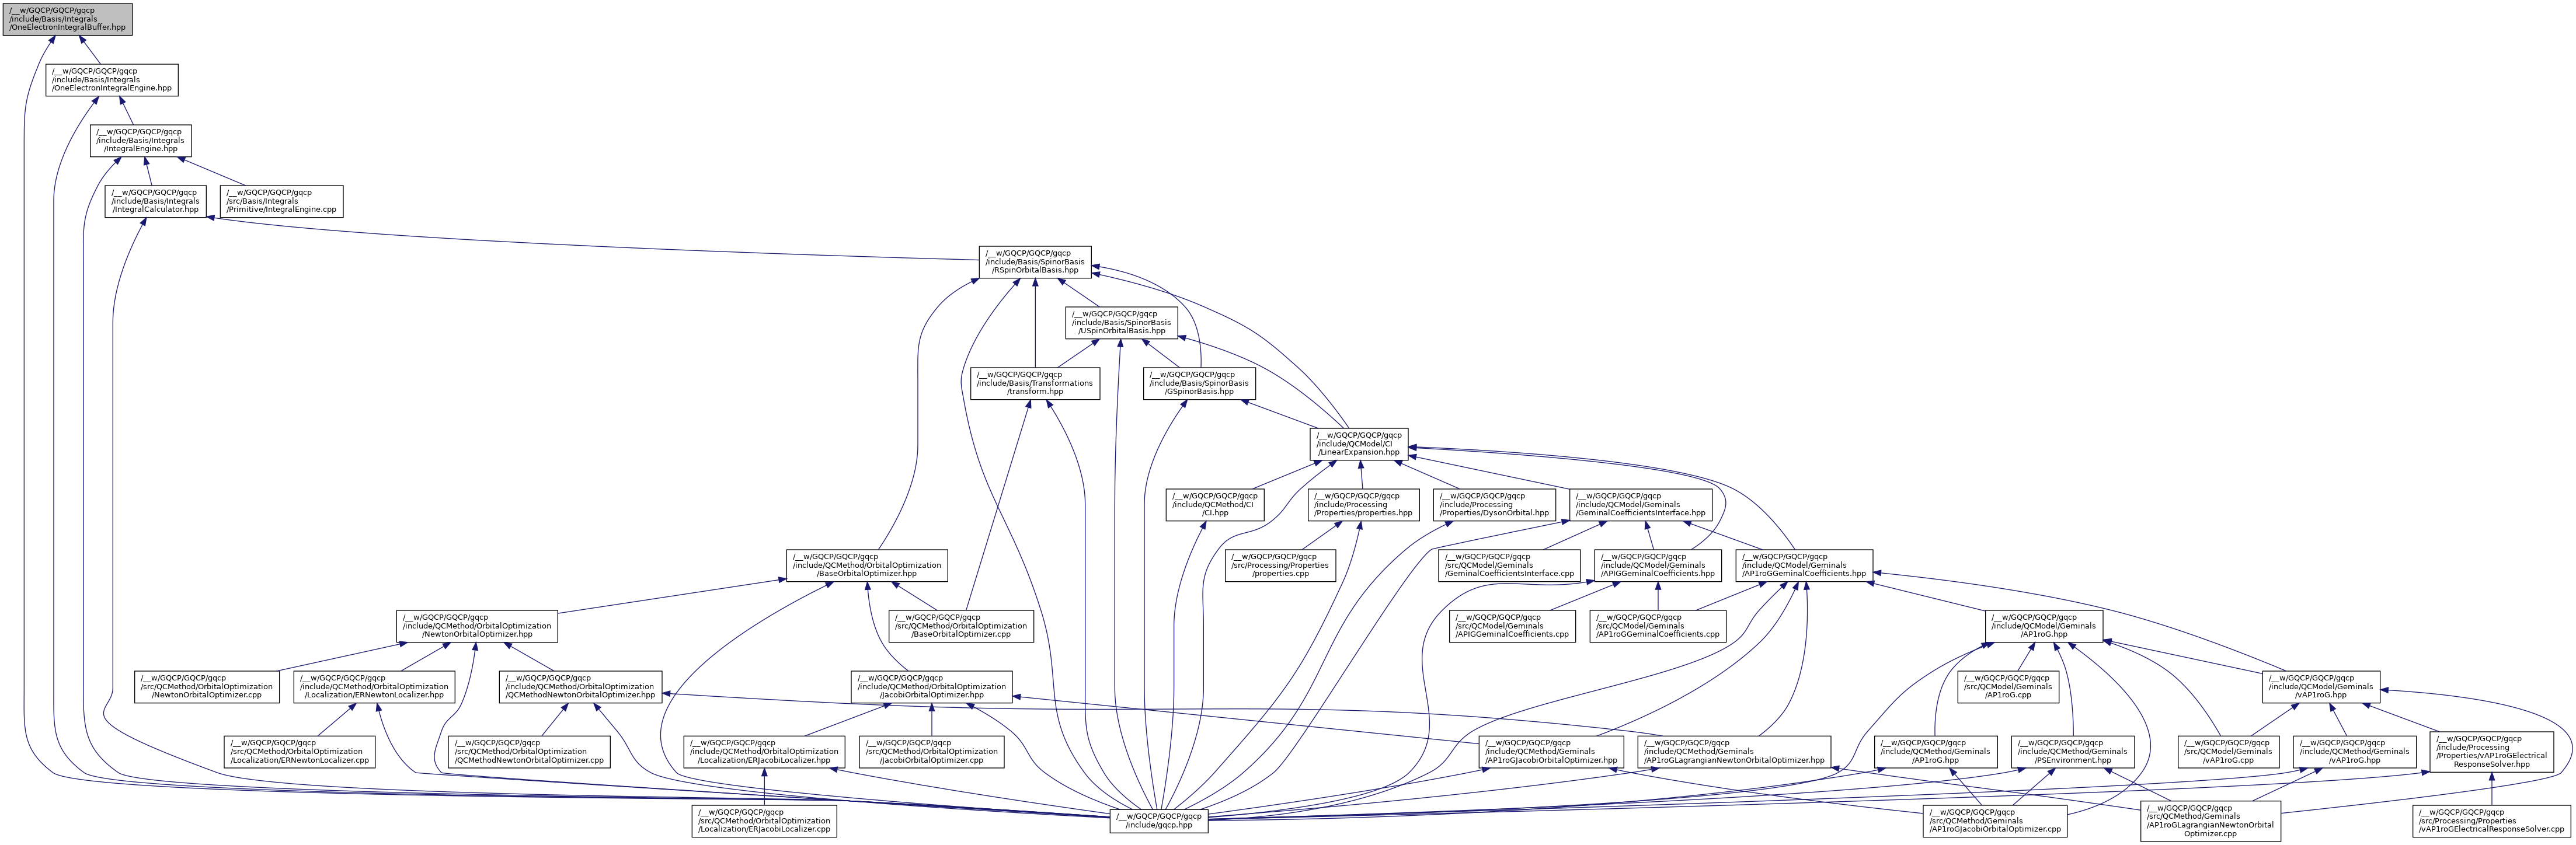 /__w/GQCP/GQCP/gqcp
/include/Basis/Integrals
/OneElectronIntegralBuffer.hpp
/__w/GQCP/GQCP/gqcp
/include/Basis/Integrals
/OneElectronIntegralEngine.hpp
/__w/GQCP/GQCP/gqcp
/include/Basis/Integrals
/IntegralEngine.hpp
/__w/GQCP/GQCP/gqcp
/include/Basis/Integrals
/IntegralCalculator.hpp
/__w/GQCP/GQCP/gqcp
/src/Basis/Integrals
/Primitive/IntegralEngine.cpp
/__w/GQCP/GQCP/gqcp
/include/Basis/SpinorBasis
/RSpinOrbitalBasis.hpp
/__w/GQCP/GQCP/gqcp
/include/Basis/SpinorBasis
/USpinOrbitalBasis.hpp
/__w/GQCP/GQCP/gqcp
/include/Basis/Transformations
/transform.hpp
/__w/GQCP/GQCP/gqcp
/include/Basis/SpinorBasis
/GSpinorBasis.hpp
/__w/GQCP/GQCP/gqcp
/include/QCModel/CI
/LinearExpansion.hpp
/__w/GQCP/GQCP/gqcp
/include/QCMethod/CI
/CI.hpp
/__w/GQCP/GQCP/gqcp
/include/Processing
/Properties/properties.hpp
/__w/GQCP/GQCP/gqcp
/include/Processing
/Properties/DysonOrbital.hpp
/__w/GQCP/GQCP/gqcp
/include/QCModel/Geminals
/GeminalCoefficientsInterface.hpp
/__w/GQCP/GQCP/gqcp
/include/QCMethod/OrbitalOptimization
/BaseOrbitalOptimizer.hpp
/__w/GQCP/GQCP/gqcp
/src/Processing/Properties
/properties.cpp
/__w/GQCP/GQCP/gqcp
/src/QCModel/Geminals
/GeminalCoefficientsInterface.cpp
/__w/GQCP/GQCP/gqcp
/include/QCModel/Geminals
/APIGGeminalCoefficients.hpp
/__w/GQCP/GQCP/gqcp
/include/QCModel/Geminals
/AP1roGGeminalCoefficients.hpp
/__w/GQCP/GQCP/gqcp
/include/QCMethod/OrbitalOptimization
/NewtonOrbitalOptimizer.hpp
/__w/GQCP/GQCP/gqcp
/src/QCMethod/OrbitalOptimization
/BaseOrbitalOptimizer.cpp
/__w/GQCP/GQCP/gqcp
/src/QCModel/Geminals
/APIGGeminalCoefficients.cpp
/__w/GQCP/GQCP/gqcp
/src/QCModel/Geminals
/AP1roGGeminalCoefficients.cpp
/__w/GQCP/GQCP/gqcp
/include/QCModel/Geminals
/AP1roG.hpp
/__w/GQCP/GQCP/gqcp
/src/QCMethod/OrbitalOptimization
/NewtonOrbitalOptimizer.cpp
/__w/GQCP/GQCP/gqcp
/include/QCMethod/OrbitalOptimization
/Localization/ERNewtonLocalizer.hpp
/__w/GQCP/GQCP/gqcp
/include/QCMethod/OrbitalOptimization
/QCMethodNewtonOrbitalOptimizer.hpp
/__w/GQCP/GQCP/gqcp
/include/QCMethod/OrbitalOptimization
/JacobiOrbitalOptimizer.hpp
/__w/GQCP/GQCP/gqcp
/src/QCModel/Geminals
/AP1roG.cpp
/__w/GQCP/GQCP/gqcp
/include/QCModel/Geminals
/vAP1roG.hpp
/__w/GQCP/GQCP/gqcp
/src/QCMethod/OrbitalOptimization
/Localization/ERNewtonLocalizer.cpp
/__w/GQCP/GQCP/gqcp
/src/QCMethod/OrbitalOptimization
/QCMethodNewtonOrbitalOptimizer.cpp
/__w/GQCP/GQCP/gqcp
/include/QCMethod/OrbitalOptimization
/Localization/ERJacobiLocalizer.hpp
/__w/GQCP/GQCP/gqcp
/src/QCMethod/OrbitalOptimization
/JacobiOrbitalOptimizer.cpp
/__w/GQCP/GQCP/gqcp
/include/QCMethod/Geminals
/AP1roGJacobiOrbitalOptimizer.hpp
/__w/GQCP/GQCP/gqcp
/include/QCMethod/Geminals
/AP1roGLagrangianNewtonOrbitalOptimizer.hpp
/__w/GQCP/GQCP/gqcp
/include/QCMethod/Geminals
/AP1roG.hpp
/__w/GQCP/GQCP/gqcp
/include/QCMethod/Geminals
/PSEnvironment.hpp
/__w/GQCP/GQCP/gqcp
/src/QCModel/Geminals
/vAP1roG.cpp
/__w/GQCP/GQCP/gqcp
/include/QCMethod/Geminals
/vAP1roG.hpp
/__w/GQCP/GQCP/gqcp
/include/Processing
/Properties/vAP1roGElectrical
ResponseSolver.hpp
/__w/GQCP/GQCP/gqcp
/src/QCMethod/OrbitalOptimization
/Localization/ERJacobiLocalizer.cpp
/__w/GQCP/GQCP/gqcp
/include/gqcp.hpp
/__w/GQCP/GQCP/gqcp
/src/QCMethod/Geminals
/AP1roGJacobiOrbitalOptimizer.cpp
/__w/GQCP/GQCP/gqcp
/src/QCMethod/Geminals
/AP1roGLagrangianNewtonOrbital
Optimizer.cpp
/__w/GQCP/GQCP/gqcp
/src/Processing/Properties
/vAP1roGElectricalResponseSolver.cpp